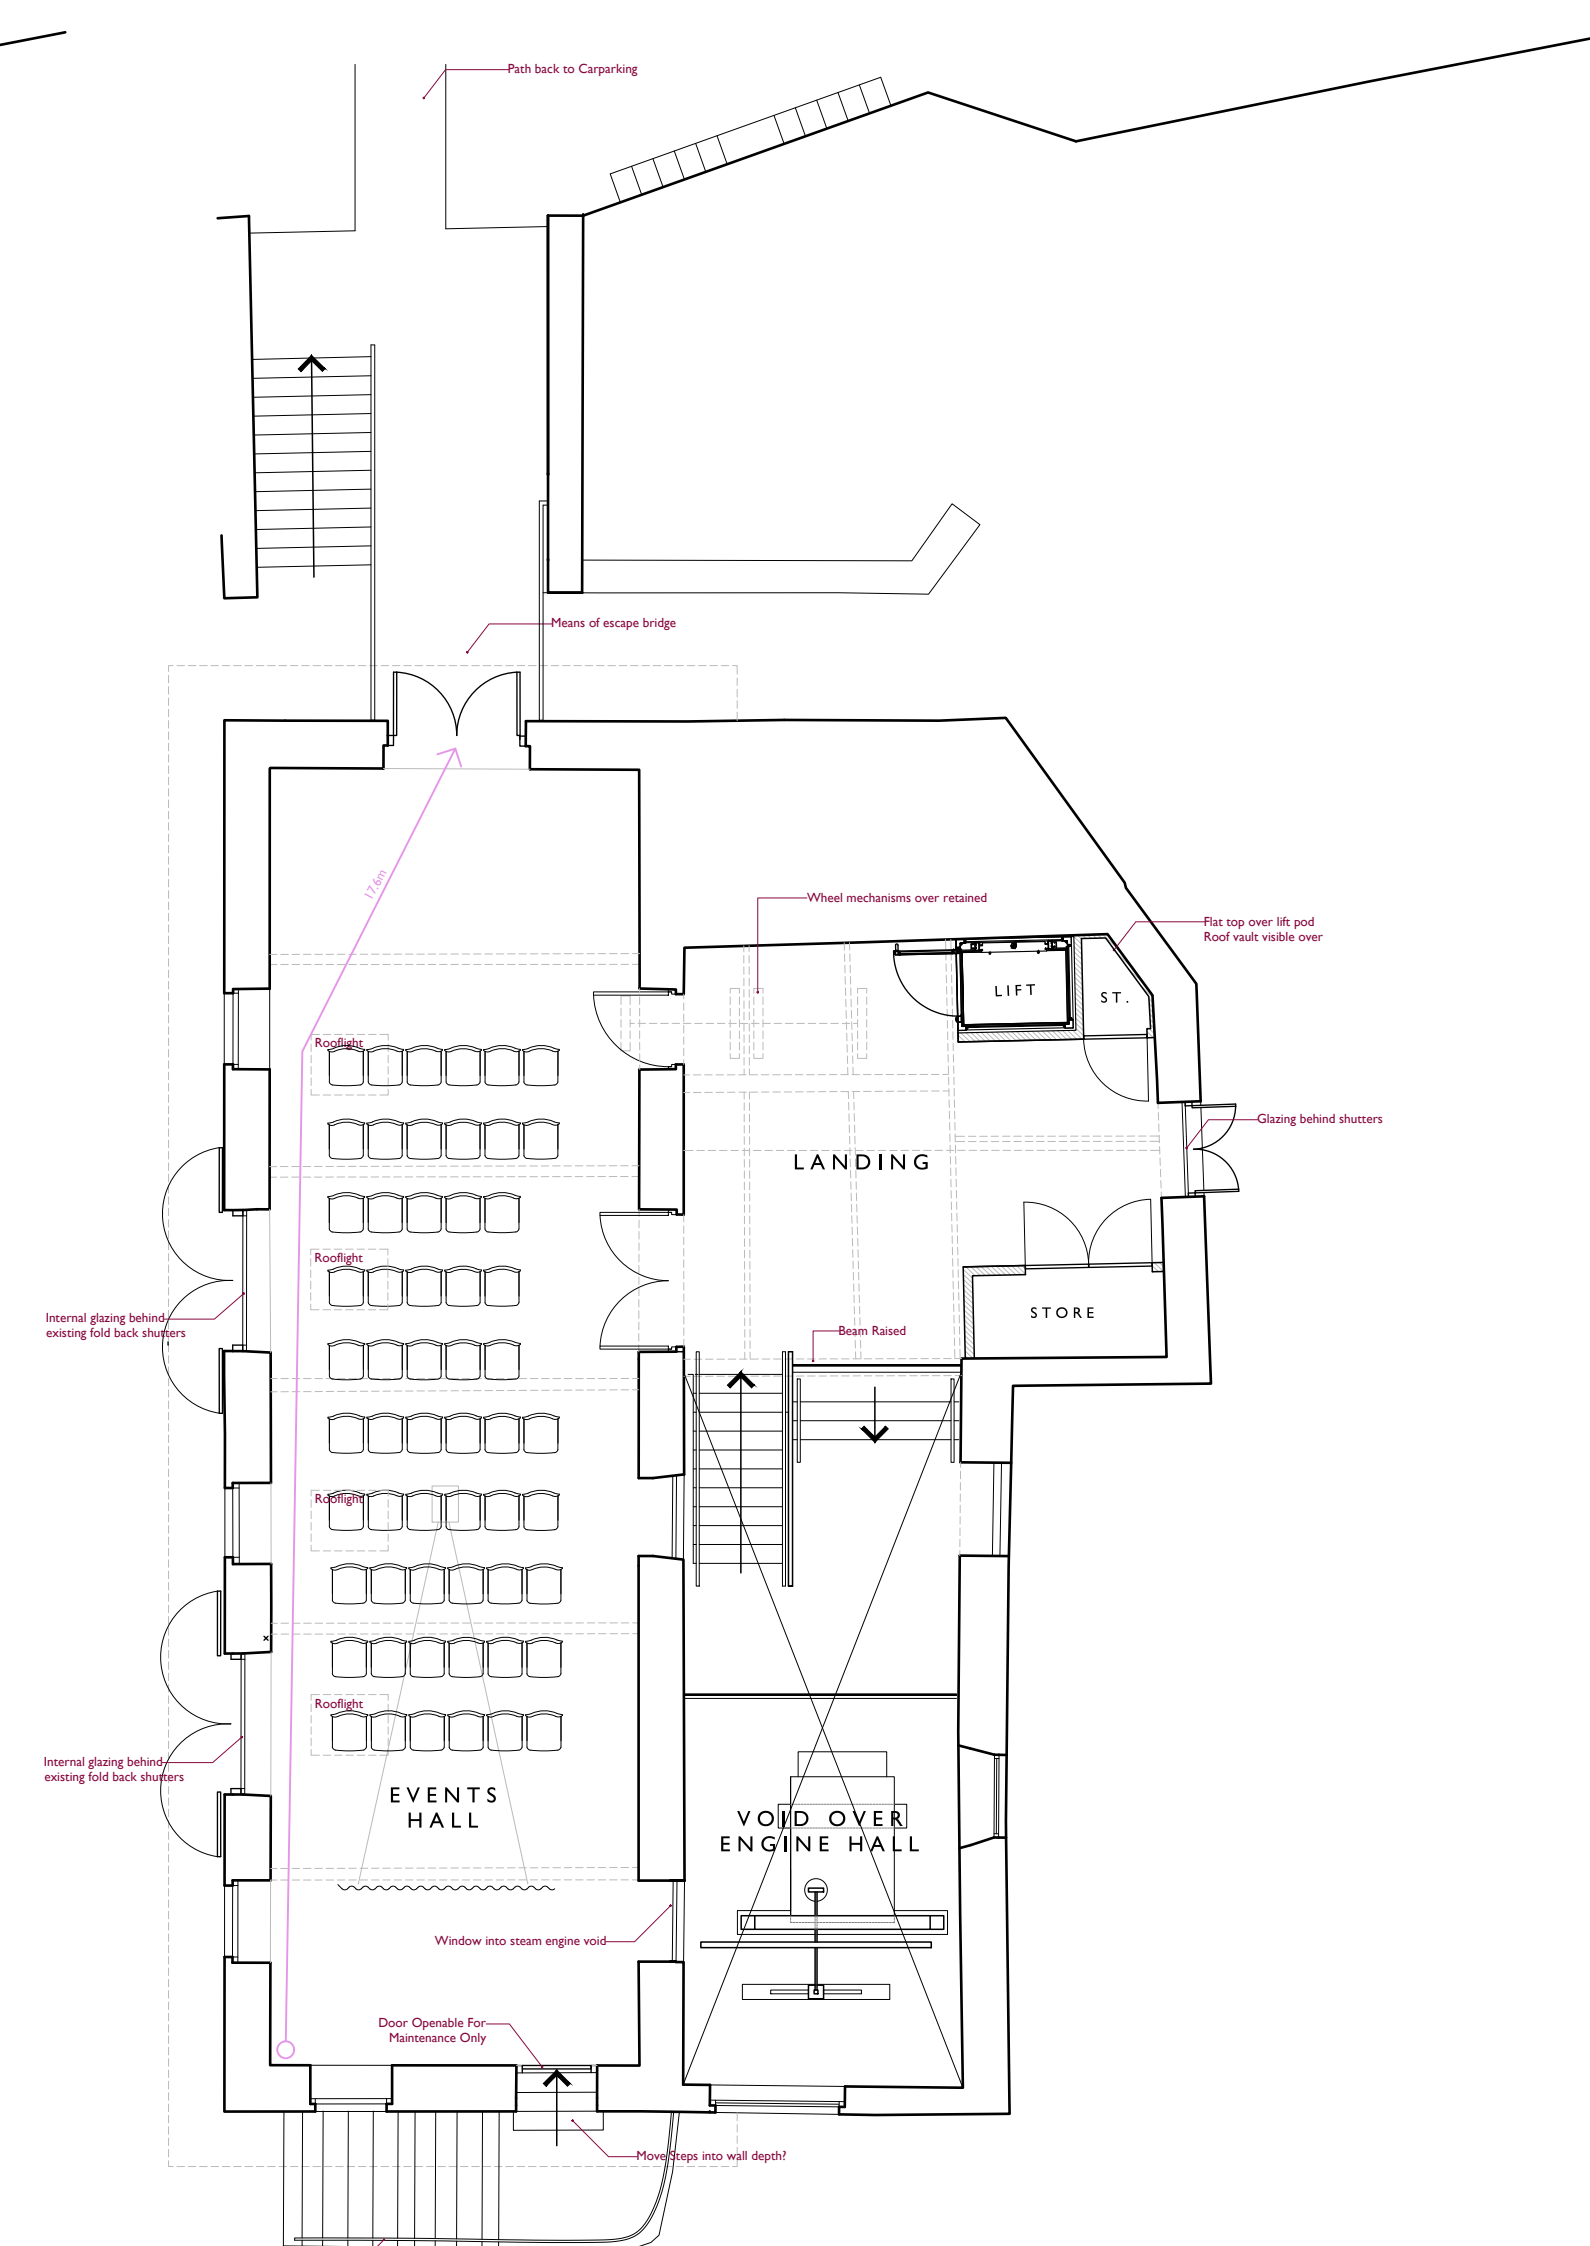 Path back to Carparking
Means of escape bridge
17.6m
Wheel mechanisms over retained
Flat top over lift pod
Roof vault visible over
LIFT
ST.
Rooflight
Glazing behind shutters
LANDING
Rooflight
Internal glazing behind
existing fold back shutters
STORE
Beam Raised
Rooflight
Rooflight
Internal glazing behind
existing fold back shutters
EVENTS
HALL
VOID OVER
ENGINE HALL
Window into steam engine void
Door Openable For
Maintenance Only
Move Steps into wall depth?